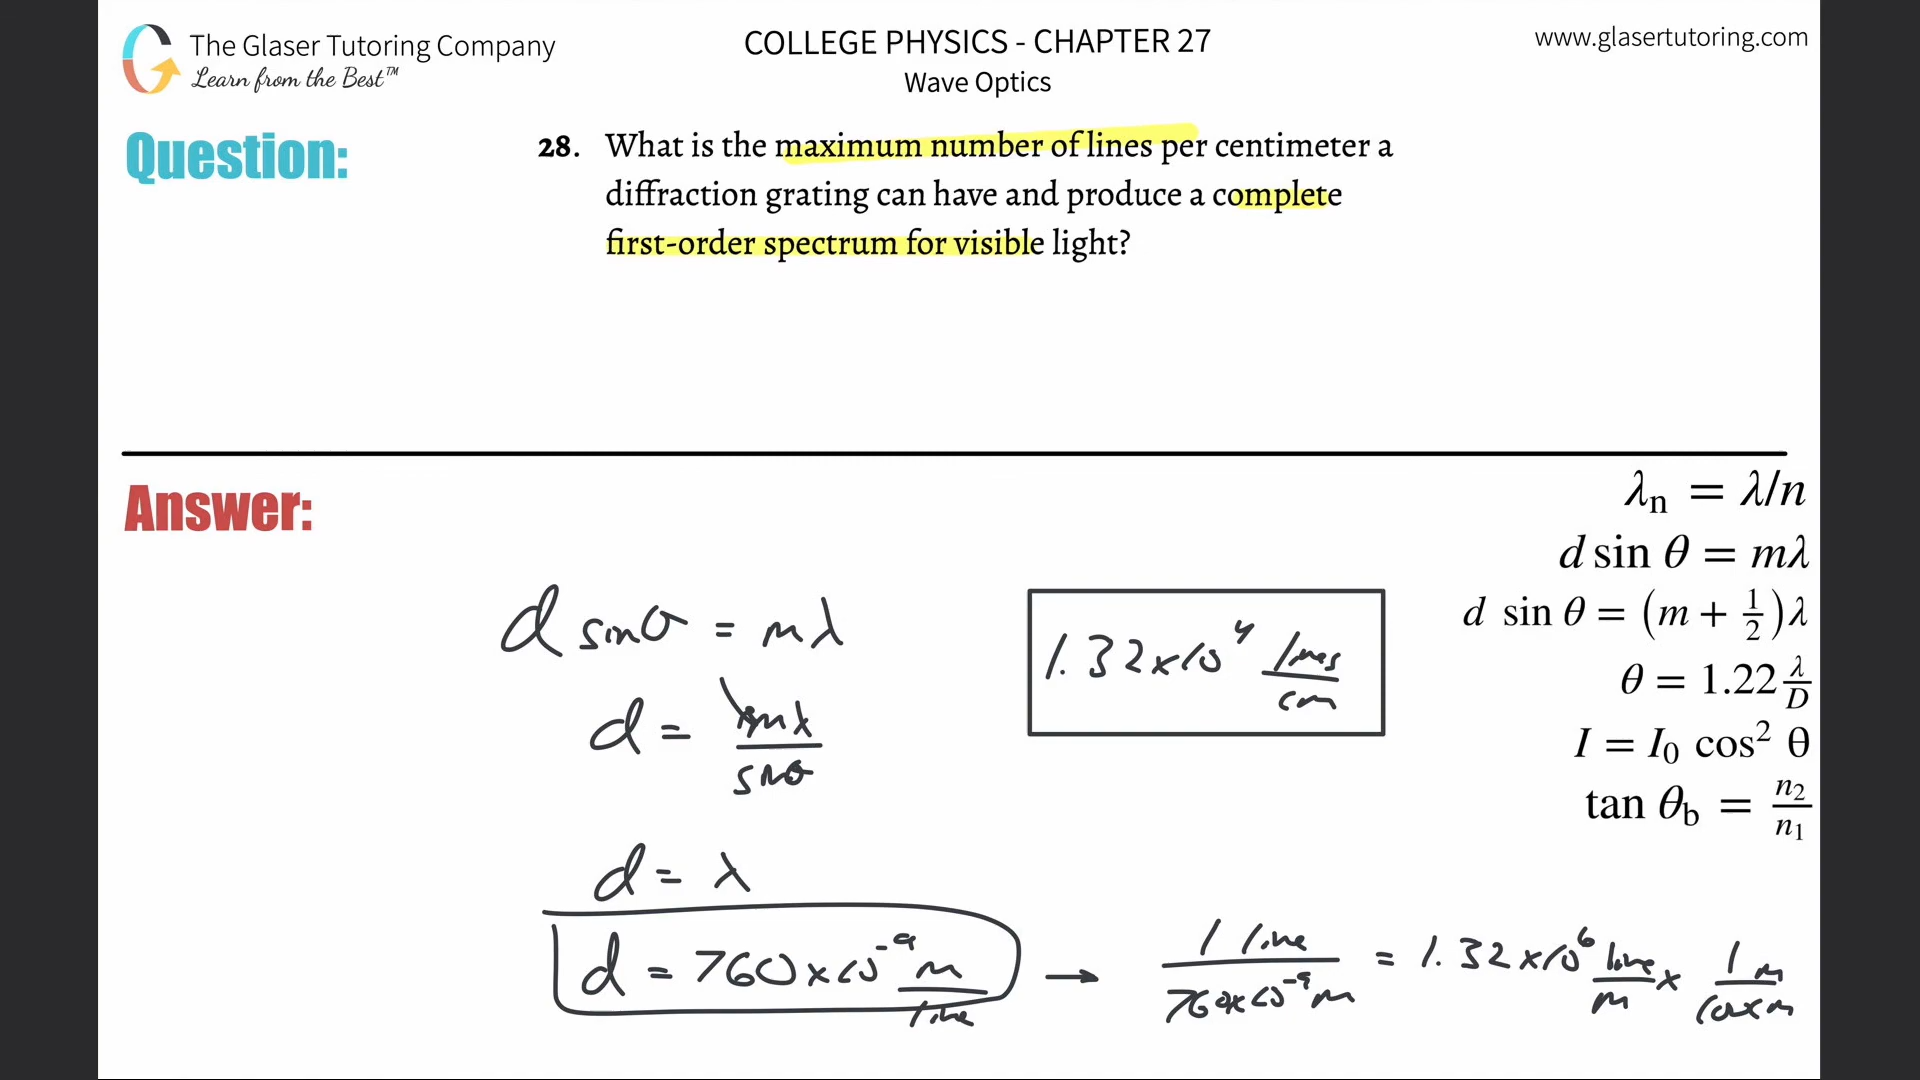 The Glaser Tutoring Company
Learn from the Best™
COLLEGE PHYSICS - CHAPTER 27
Wave Optics
www.glasertutoring.com
Question:
28. What is the maximum number of lines per centimeter a
diffraction grating can have and produce a complete
first-order spectrum for visible light?
Answer:
λn = λ/n
d sin θ = mλ
d sin θ = (m + 1/2)λ
θ = 1.22 λ/D
I = I0 cos² θ
tan θb = n2/n1
d sinθ = mλ
d = mλ/sinθ
d = λ
d = 760 x 10⁻⁹ m/line → 1 line/760x10⁻⁹ m = 1.32 x 10⁶ line/m x 1 m/100cm
1.32 x 10⁴ lines/cm